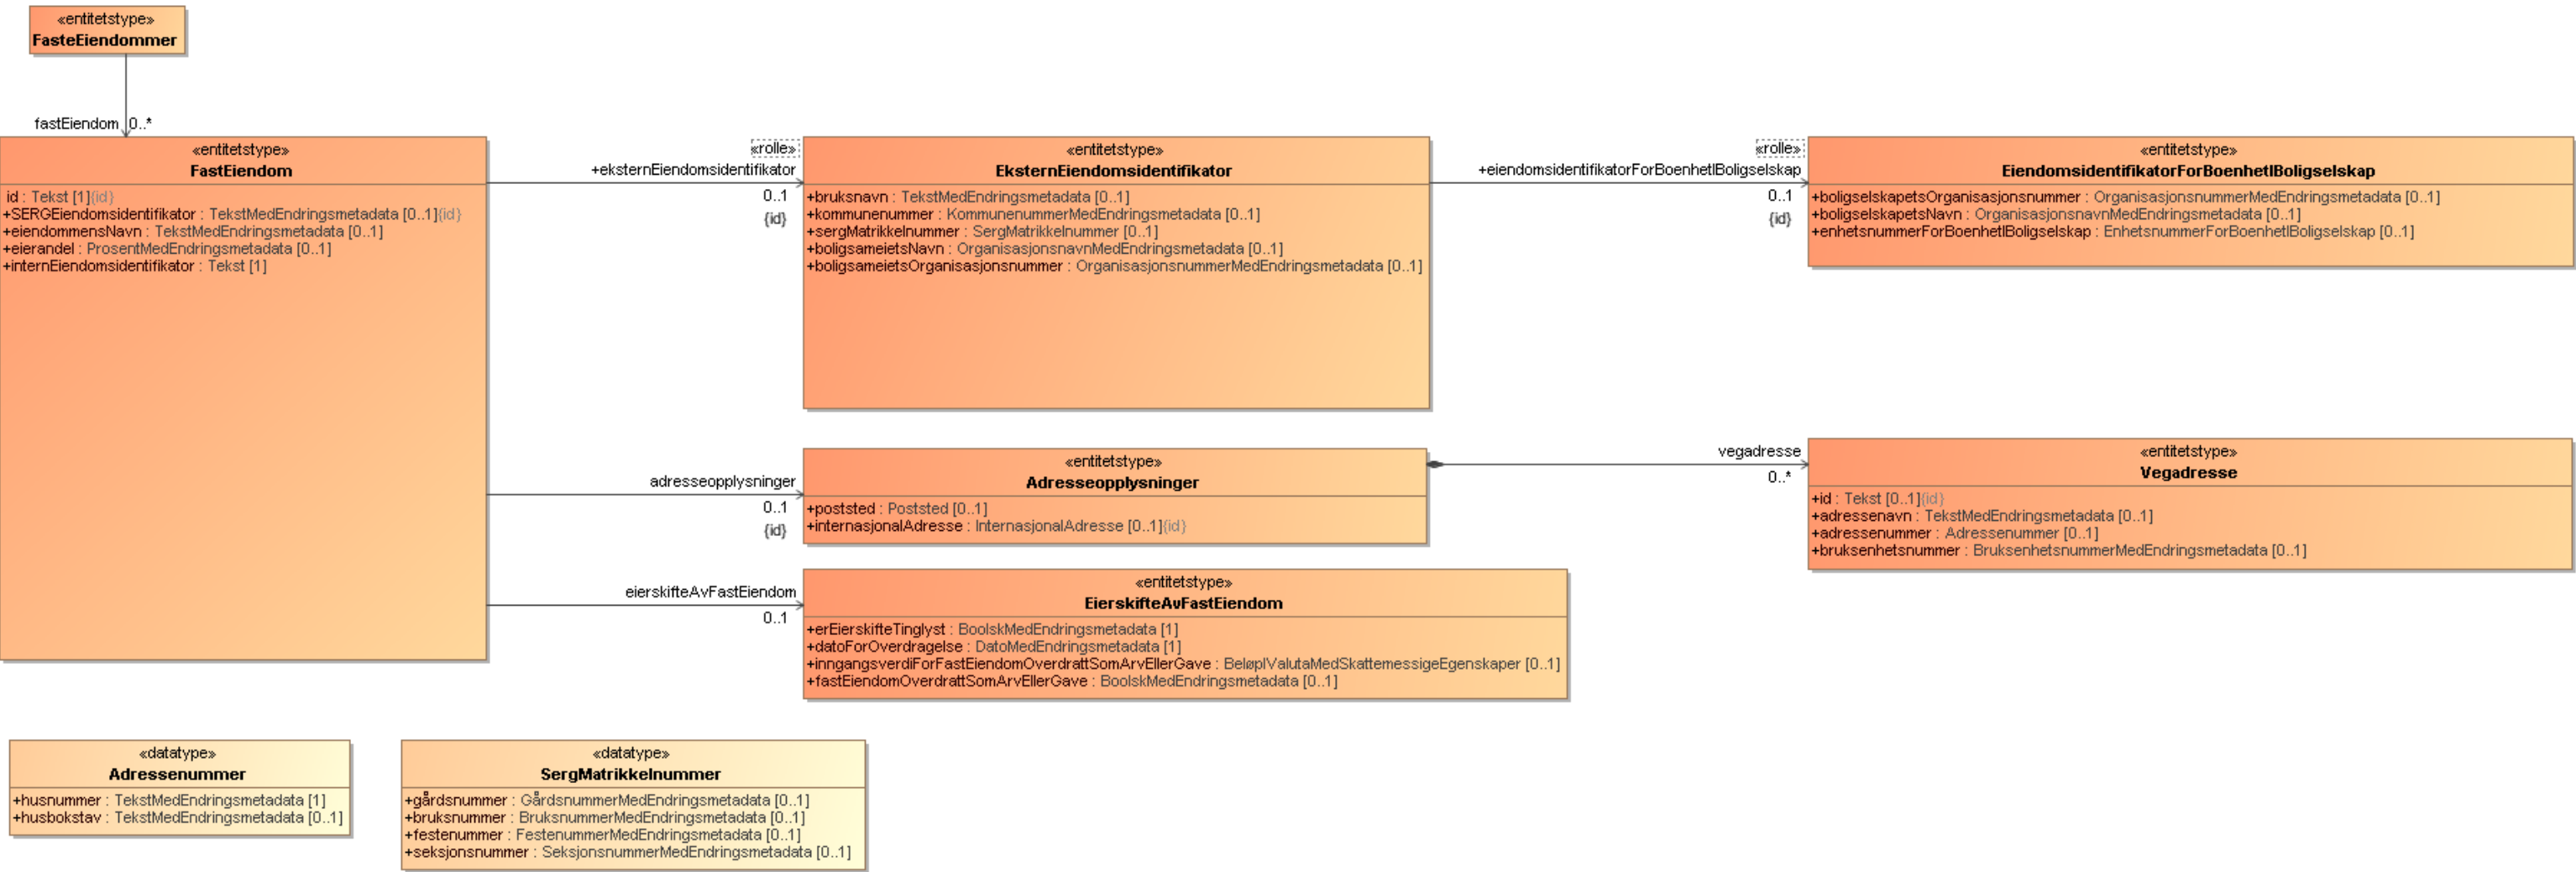 «entitetstype»
FasteEiendommer
fastEiendom 0..*
«entitetstype»
FastEiendom
id : Tekst [1]{id}
+SERGEiendomsidentifikator : TekstMedEndringsmetadata [0..1]{id}
+eiendommensNavn : TekstMedEndringsmetadata [0..1]
+eierandel : ProsentMedEndringsmetadata [0..1]
+internEiendomsidentifikator : Tekst [1]
«rolle»
+eksternEiendomsidentifikator
0..1
{id}
«entitetstype»
EksternEiendomsidentifikator
+bruksnavn : TekstMedEndringsmetadata [0..1]
+kommunenummer : KommunenummerMedEndringsmetadata [0..1]
+sergMatrikkelnummer : SergMatrikkelnummer [0..1]
+boligsameietsNavn : OrganisasjonsnavnMedEndringsmetadata [0..1]
+boligsameietsOrganisasjonsnummer : OrganisasjonsnummerMedEndringsmetadata [0..1]
«rolle»
+eiendomsidentifikatorForBoenhetIBoligselskap
0..1
{id}
«entitetstype»
EiendomsidentifikatorForBoenhetIBoligselskap
+boligselskapetsOrganisasjonsnummer : OrganisasjonsnummerMedEndringsmetadata [0..1]
+boligselskapetsNavn : OrganisasjonsnavnMedEndringsmetadata [0..1]
+enhetsnummerForBoenhetIBoligselskap : EnhetsnummerForBoenhetIBoligselskap [0..1]
adresseopplysninger
0..1
{id}
«entitetstype»
Adresseopplysninger
+poststed : Poststed [0..1]
+internasjonalAdresse : InternasjonalAdresse [0..1]{id}
vegadresse
0..*
«entitetstype»
Vegadresse
+id : Tekst [0..1]{id}
+adressenavn : TekstMedEndringsmetadata [0..1]
+adressenummer : Adressenummer [0..1]
+bruksenhetsnummer : BruksenhetsnummerMedEndringsmetadata [0..1]
eierskifteAvFastEiendom
0..1
«entitetstype»
EierskifteAvFastEiendom
+erEierskifteTinglyst : BoolskMedEndringsmetadata [1]
+datoForOverdragelse : DatoMedEndringsmetadata [1]
+inngangsverdiForFastEiendomOverdrattSomArvEllerGave : BeløpIValutaMedSkattemessigeEgenskaper [0..1]
+fastEiendomOverdrattSomArvEllerGave : BoolskMedEndringsmetadata [0..1]
«datatype»
Adressenummer
+husnummer : TekstMedEndringsmetadata [1]
+husbokstav : TekstMedEndringsmetadata [0..1]
«datatype»
SergMatrikkelnummer
+gårdsnummer : GårdsnummerMedEndringsmetadata [0..1]
+bruksnummer : BruksnummerMedEndringsmetadata [0..1]
+festenummer : FestenummerMedEndringsmetadata [0..1]
+seksjonsnummer : SeksjonsnummerMedEndringsmetadata [0..1]